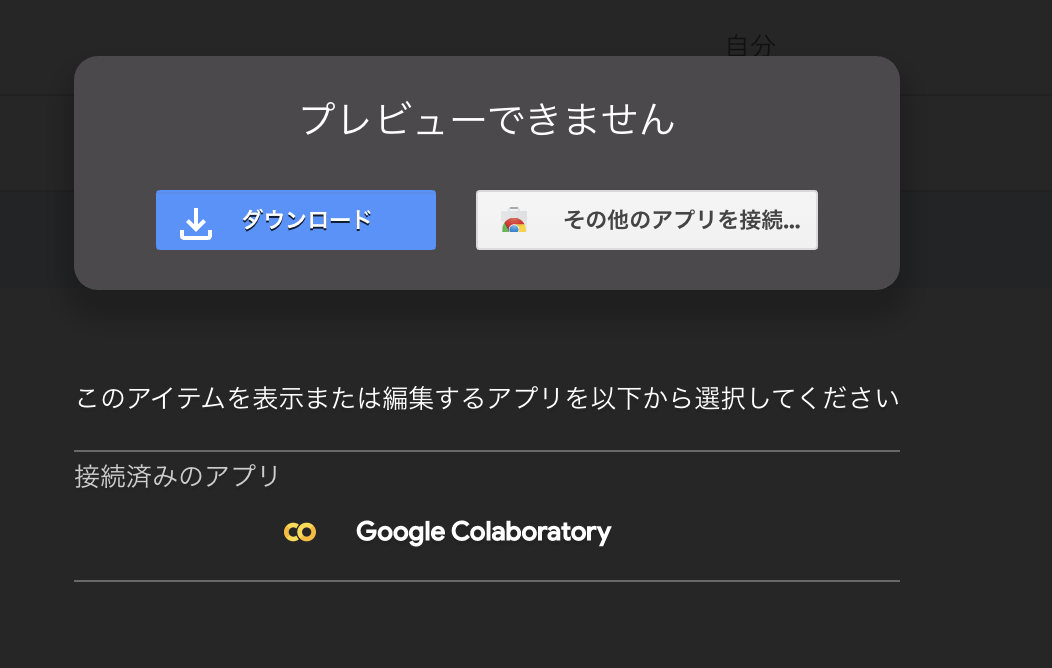 自分
プレビューできません
ダウンロード
その他のアプリを接続...
このアイテムを表示または編集するアプリを以下から選択してください
接続済みのアプリ
Google Colaboratory